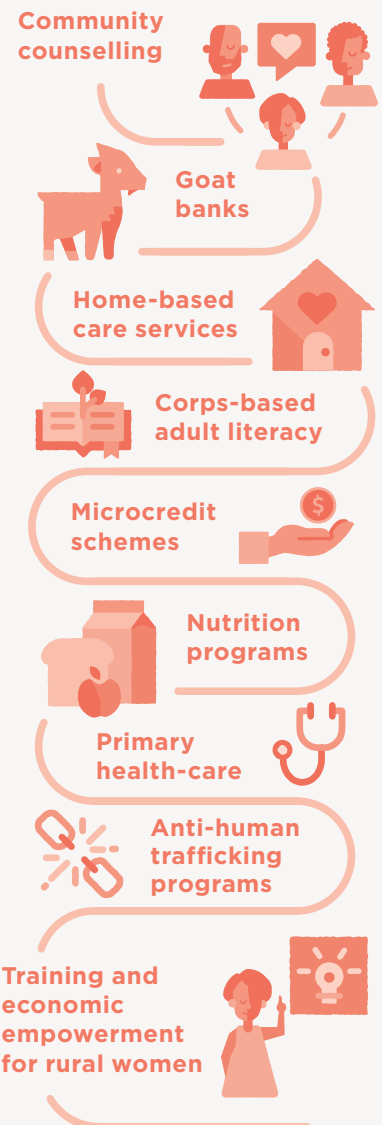 Community
counselling
Goat
banks
Home-based
care services
Corps-based
adult literacy
Microcredit
schemes
$
Nutrition
programs
Primary
health-care
Anti-human
trafficking
programs
Training and
economic
empowerment
for rural women